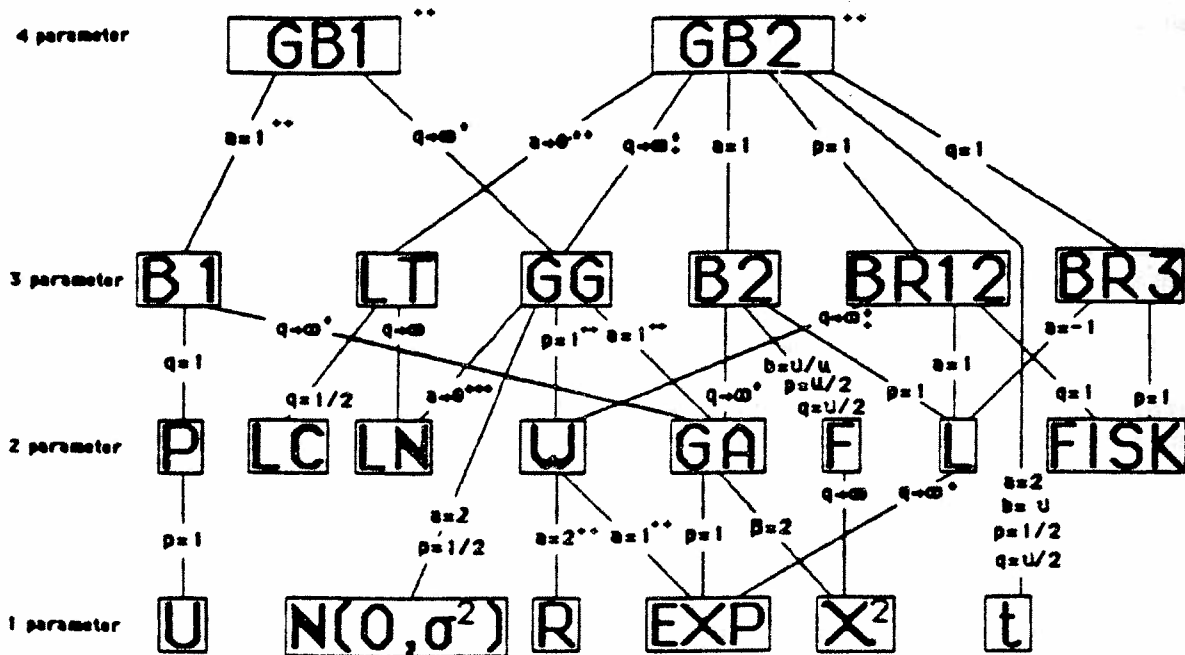 4 parameter GB1 ++ GB2 ++
a=1 ++ q→∞ + a→0 ++ q→∞ ‡ a=1 p=1 q=1
3 parameter B1 LT GG B2 BR12 BR3
q→∞ + q→∞ p=1 ++ a=1 ++ q→∞ ‡ a=-1
q=1 b=υ/u a=1
q=1/2 a→0 +++ q→∞ + p=u/2 p=1 q=1 p=1
q=υ/2
2 parameter P LC LN W GA F L FISK
q→∞ q→∞ + a=2
a=2 b=υ
p=1 p=1/2 a=2 ++ a=1 ++ p=1 β=2 p=1/2
q=υ/2
1 parameter U N(0,σ²) R EXP X² t